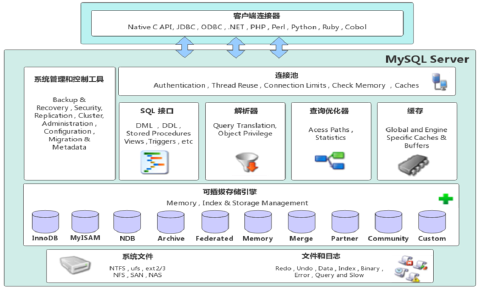 客户端连接器
Native C API, JDBC , ODBC , .NET , PHP , Perl , Python , Ruby , Cobol
MySQL Server
系统管理和控制工具
Backup &
Recovery , Security,
Replication , Cluster,
Administration ,
Configuration ,
Migration &
Metadata
连接池
Authentication , Thread Reuse , Connection Limits , Check Memory , Caches
SQL 接口
DML , DDL ,
Stored Procedures
Views ,Triggers , etc
解析器
Query Translation,
Object Privilege
查询优化器
Acess Paths ,
Statistics
缓存
Global and Engine
Specific Caches &
Buffers
可插拔存储引擎
Memory , Index & Storage Management
InnoDB MyISAM NDB Archive Federated Memory Merge Partner Community Custom
系统文件
NTFS , ufs , ext2/3
NFS , SAN , NAS
文件和日志
Redo , Undo , Data , Index , Binary ,
Error , Query and Slow